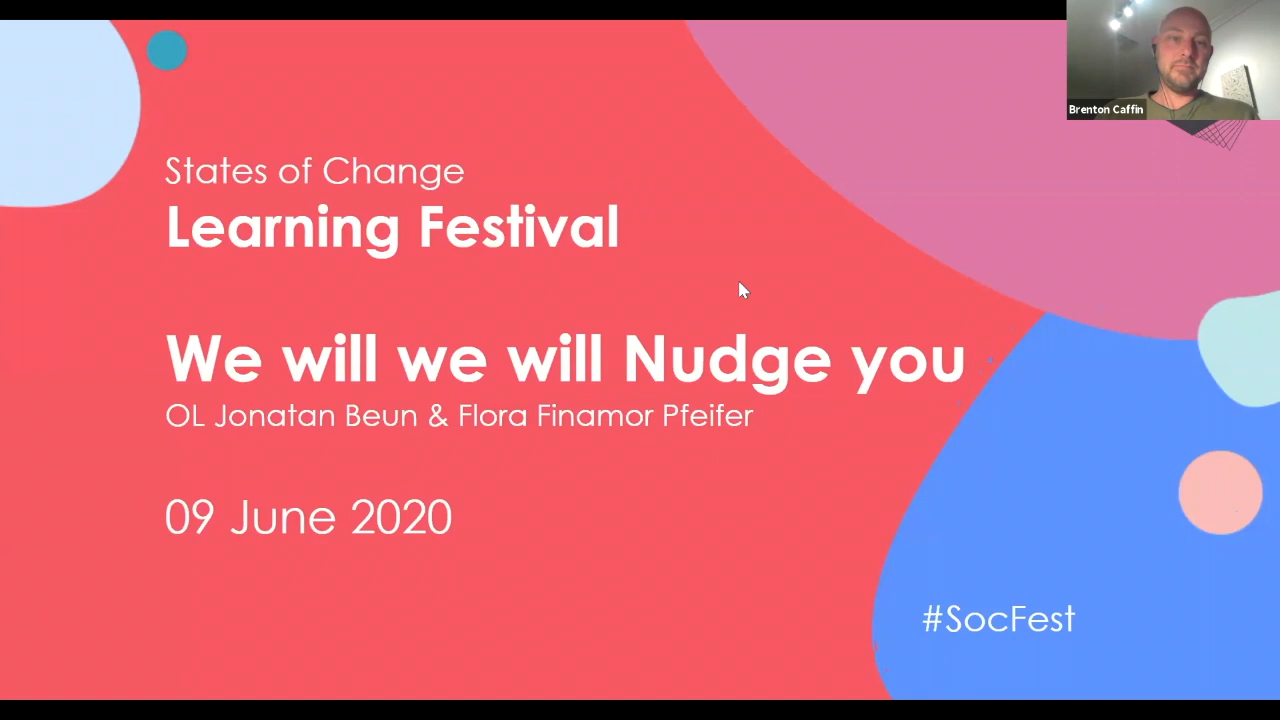 Brenton Caffin
States of Change
Learning Festival
We will we will Nudge you
OL Jonatan Beun & Flora Finamor Pfeifer
09 June 2020
#SocFest